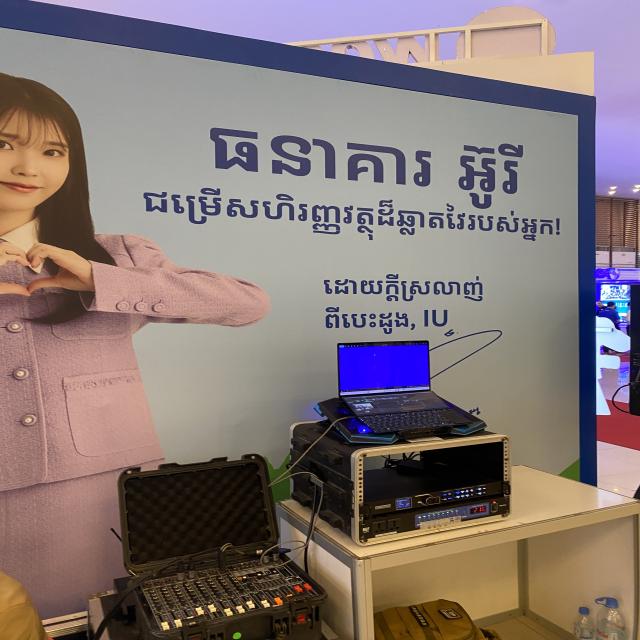 ធនាគារ អ៊ូរី
ជម្រើសហិរញ្ញវត្ថុដ៏ឆ្លាតវៃរបស់អ្នក!
ដោយក្តីស្រលាញ់
ពីបេះដូង, IU